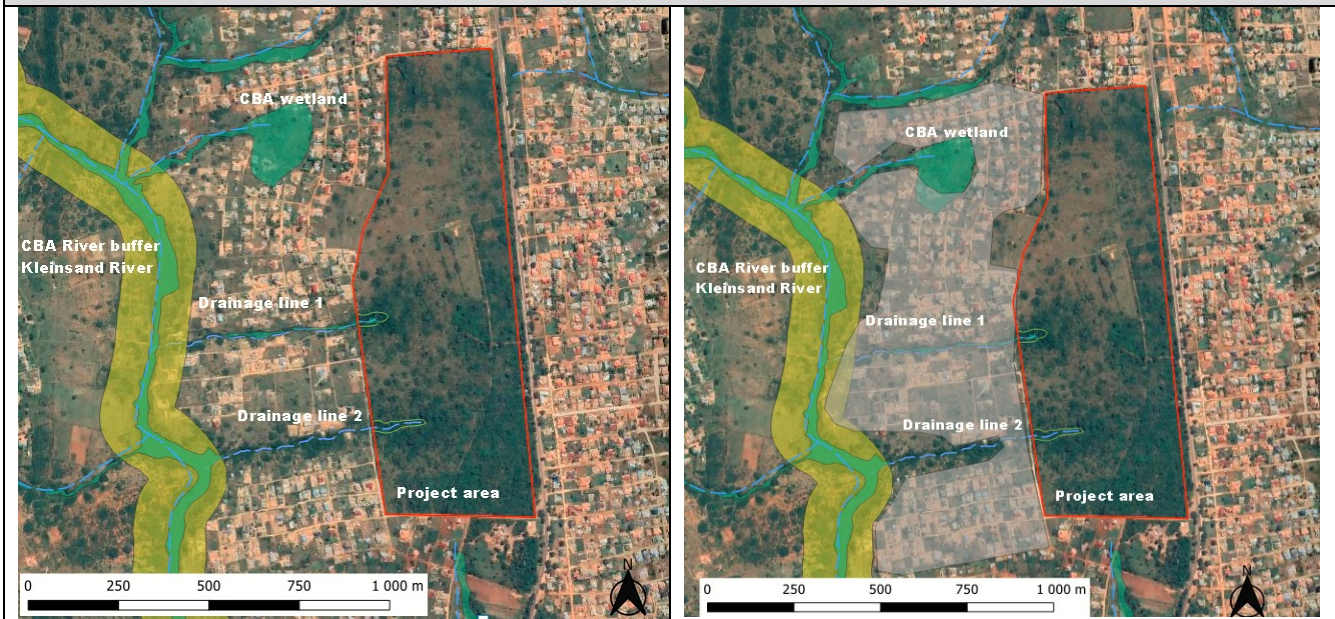 CBA wetland
CBA River buffer
Kleinsand River
Drainage line 1
Drainage line 2
Project area
0 250 500 750 1 000 m
N
CBA wetland
CBA River buffer
Kleinsand River
Drainage line 1
Drainage line 2
Project area
0 250 500 750 1 000 m
N